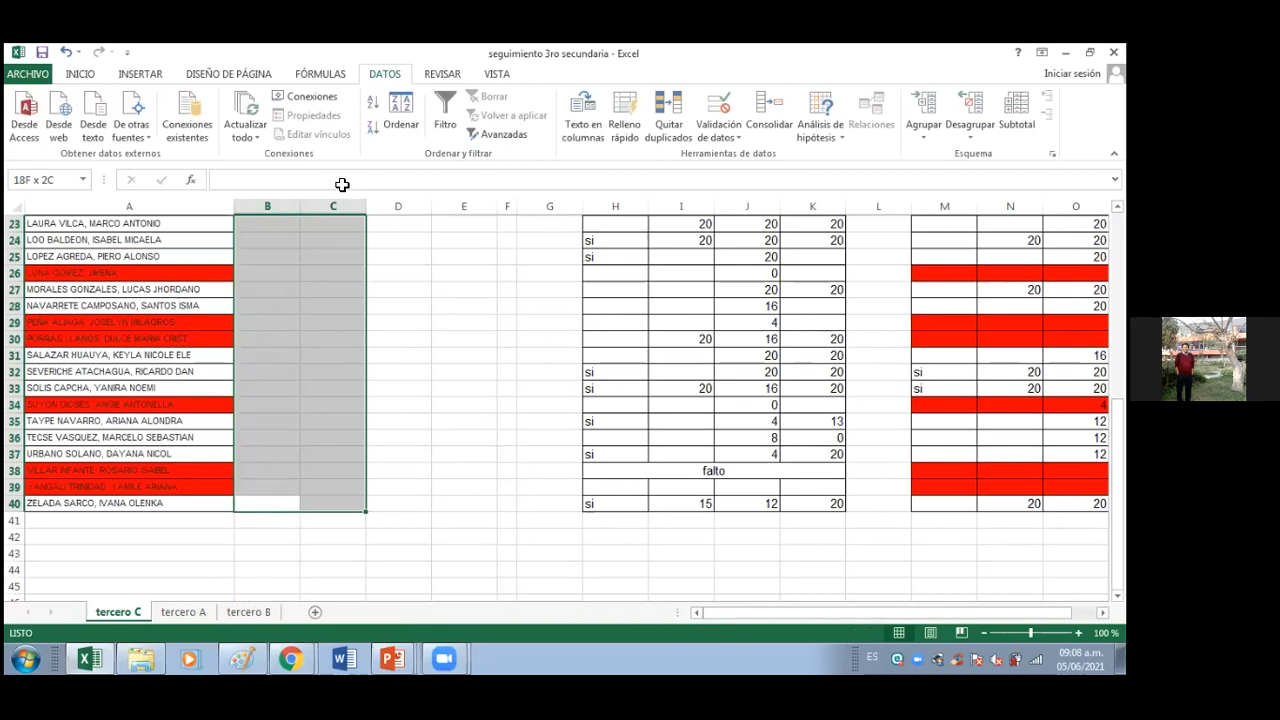 seguimiento 3ro secundaria - Excel
?
ARCHIVO INICIO INSERTAR DISEÑO DE PÁGINA FÓRMULAS DATOS REVISAR VISTA Iniciar sesión
Desde Access
Desde web
Desde texto
De otras fuentes
Conexiones existentes
Actualizar todo
Conexiones
Propiedades
Editar vínculos
Ordenar
Filtro
Borrar
Volver a aplicar
Avanzadas
Texto en columnas
Relleno rápido
Quitar duplicados
Validación de datos
Consolidar
Análisis de hipótesis
Relaciones
Agrupar
Desagrupar
Subtotal
Obtener datos externos Conexiones Ordenar y filtrar Herramientas de datos Esquema
18F x 2C fx
A B C D E F G H I J K L M N O
23 LAURA VILCA, MARCO ANTONIO 20 20 20 20
24 LOO BALDEON, ISABEL MICAELA si 20 20 20 20 20
25 LOPEZ AGREDA, PIERO ALONSO si 20 20
26 LUNA GOMEZ, JIMENA 0
27 MORALES GONZALES, LUCAS JHORDANO 20 20 20 20
28 NAVARRETE CAMPOSANO, SANTOS ISMA 16 20
29 PEÑA ALIAGA, JOSELYN MILAGROS 4
30 PORRAS LLANOS, DULCE MARIA CRIST 20 16 20
31 SALAZAR HUAUYA, KEYLA NICOLE ELE 20 20 16
32 SEVERICHE ATACHAGUA, RICARDO DAN si 20 20 si 20 20
33 SOLIS CAPCHA, YANIRA NOEMI si 20 16 20 si 20 20
34 SUYON DIOSES, ANGIE ANTONELLA 0 4
35 TAYPE NAVARRO, ARIANA ALONDRA si 4 13 12
36 TECSE VASQUEZ, MARCELO SEBASTIAN 8 0 12
37 URBANO SOLANO, DAYANA NICOL si 4 20 12
38 VILLAR INFANTE, ROSARIO ISABEL falto
39 YANGALI TRINIDAD, YAMILE ARIANA
40 ZELADA SARCO, IVANA OLENKA si 15 12 20 20 20
41
42
43
44
45
tercero C tercero A tercero B
LISTO 100 %
ES 09:08 a.m.
05/06/2021